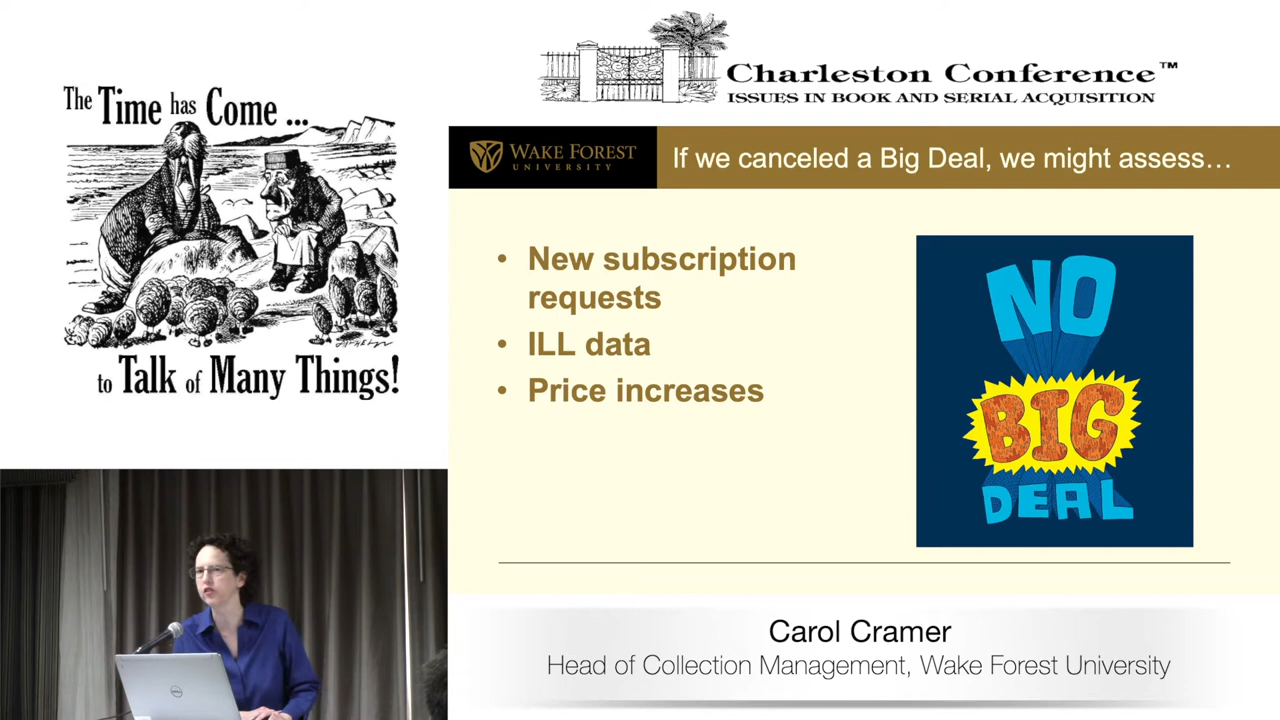 The Time has Come ...
to Talk of Many Things!
Charleston Conference™
ISSUES IN BOOK AND SERIAL ACQUISITION
WAKE FOREST
UNIVERSITY
If we canceled a Big Deal, we might assess…
• New subscription
requests
• ILL data
• Price increases
NO
BIG
DEAL
DELL
Carol Cramer
Head of Collection Management, Wake Forest University